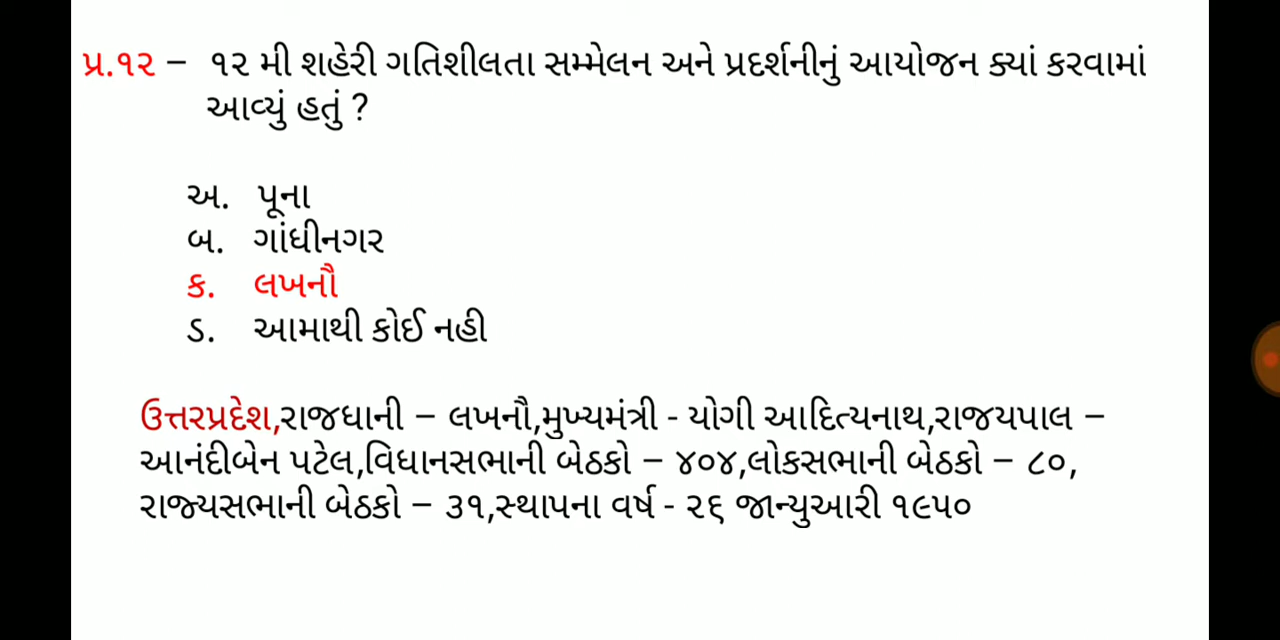 પ્ર.૧૨ – ૧૨ મી શહેરી ગતિશીલતા સમ્મેલન અને પ્રદર્શનીનું આયોજન ક્યાં કરવામાં
આવ્યું હતું ?
અ. પૂના
બ. ગાંધીનગર
ક. લખનૌ
ડ. આમાથી કોઈ નહી
ઉત્તરપ્રદેશ,રાજધાની – લખનૌ,મુખ્યમંત્રી - યોગી આદિત્યનાથ,રાજયપાલ –
આનંદીબેન પટેલ,વિધાનસભાની બેઠકો – ૪૦૪,લોકસભાની બેઠકો – ૮૦,
રાજ્યસભાની બેઠકો – ૩૧,સ્થાપના વર્ષ - ૨૬ જાન્યુઆરી ૧૯૫૦